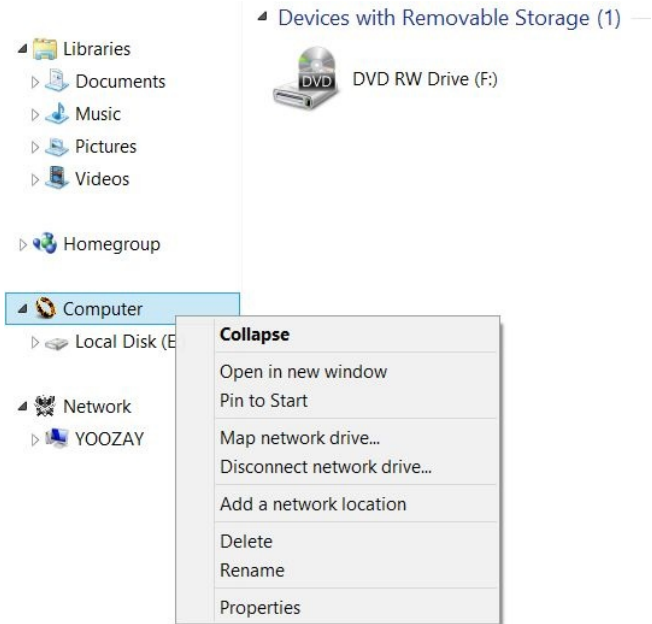 Devices with Removable Storage (1)
DVD
DVD RW Drive (F:)
Libraries
Documents
Music
Pictures
Videos
Homegroup
Computer
Local Disk (E
Network
YOOZAY
Collapse
Open in new window
Pin to Start
Map network drive...
Disconnect network drive...
Add a network location
Delete
Rename
Properties